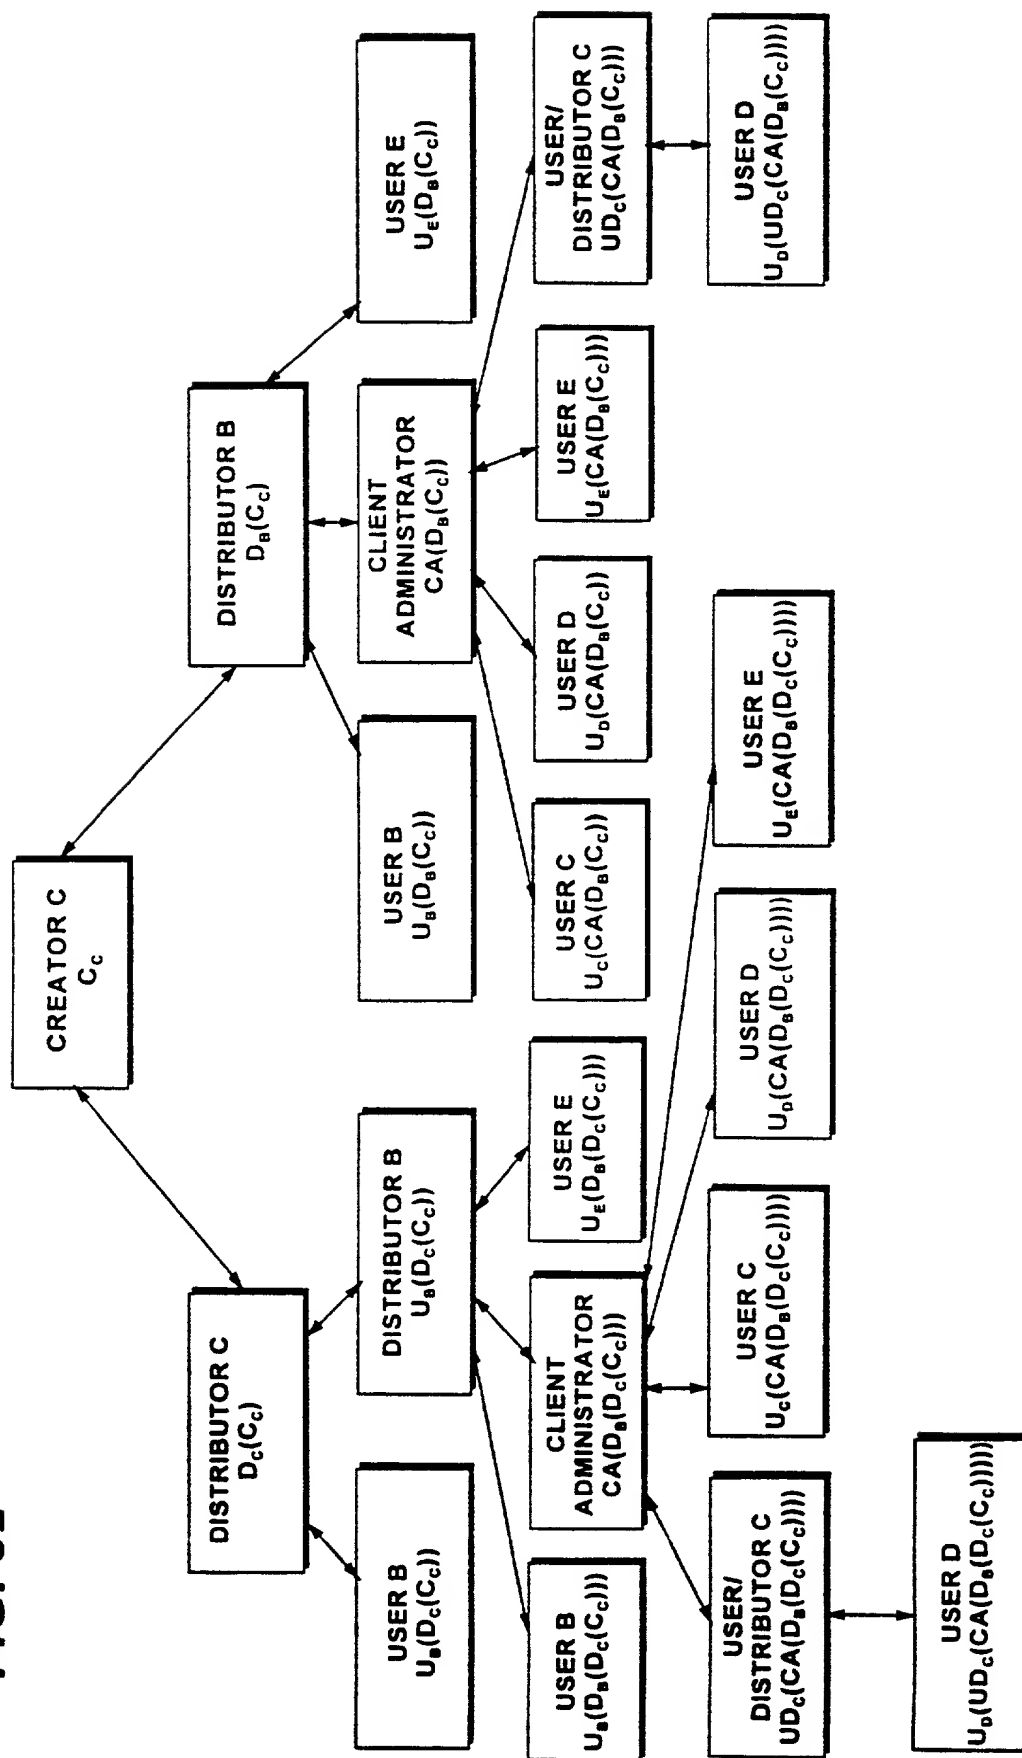 CREATOR C
C_C
DISTRIBUTOR C
D_C(C_C)
DISTRIBUTOR B
D_B(C_C)
USER B
U_B(D_C(C_C))
DISTRIBUTOR B
U_B(D_C(C_C))
USER B
U_B(D_B(C_C))
CLIENT
ADMINISTRATOR
CA(D_B(C_C))
USER E
U_E(D_B(C_C))
USER B
U_B(D_B(D_C(C_C)))
CLIENT
ADMINISTRATOR
CA(D_B(D_C(C_C)))
USER E
U_E(D_B(D_C(C_C)))
USER C
U_C(CA(D_B(C_C))
USER D
U_D(CA(D_B(C_C))
USER E
U_E(CA(D_B(C_C)))
USER/
DISTRIBUTOR C
UD_C(CA(D_B(C_C)))
USER/
DISTRIBUTOR C
UD_C(CA(D_B(D_C(C_C))))
USER C
U_C(CA(D_B(D_C(C_C))))
USER D
U_D(CA(D_B(D_C(C_C))))
USER E
U_E(CA(D_B(D_C(C_C))))
USER D
U_D(UD_C(CA(D_B(C_C))))
USER D
U_D(UD_C(CA(D_B(D_C(C_C)))))